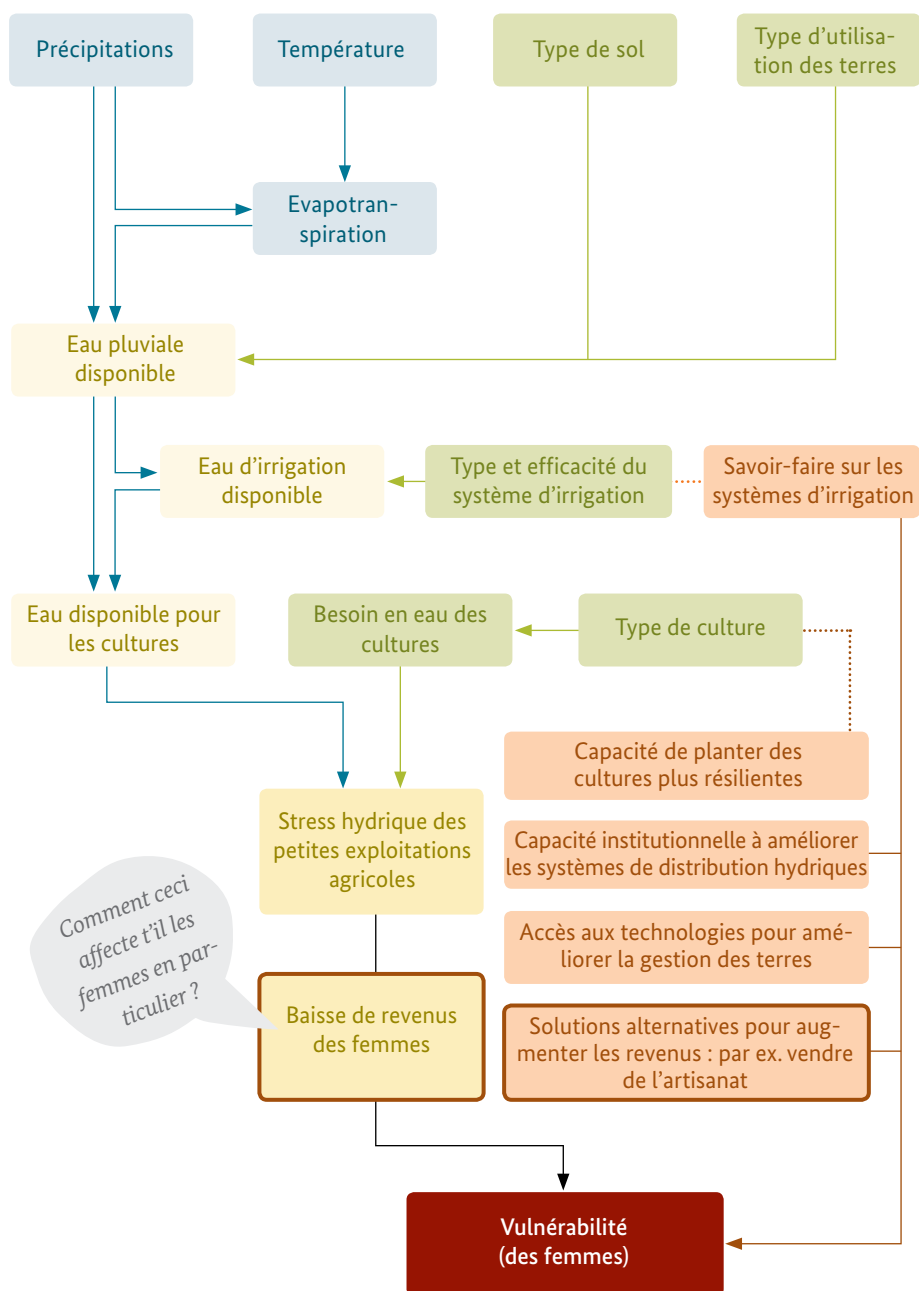 Précipitations
Température
Type de sol
Type d'utilisa-
tion des terres
Evapotran-
spiration
Eau pluviale
disponible
Eau d'irrigation
disponible
Type et efficacité du
système d'irrigation
Savoir-faire sur les
systèmes d'irrigation
Eau disponible pour
les cultures
Besoin en eau des
cultures
Type de culture
Capacité de planter des
cultures plus résilientes
Stress hydrique des
petites exploitations
agricoles
Capacité institutionnelle à améliorer
les systèmes de distribution hydriques
Comment ceci
affecte t'il les
femmes en par-
ticulier ?
Accès aux technologies pour amé-
liorer la gestion des terres
Baisse de revenus
des femmes
Solutions alternatives pour aug-
menter les revenus : par ex. vendre
de l'artisanat
Vulnérabilité
(des femmes)